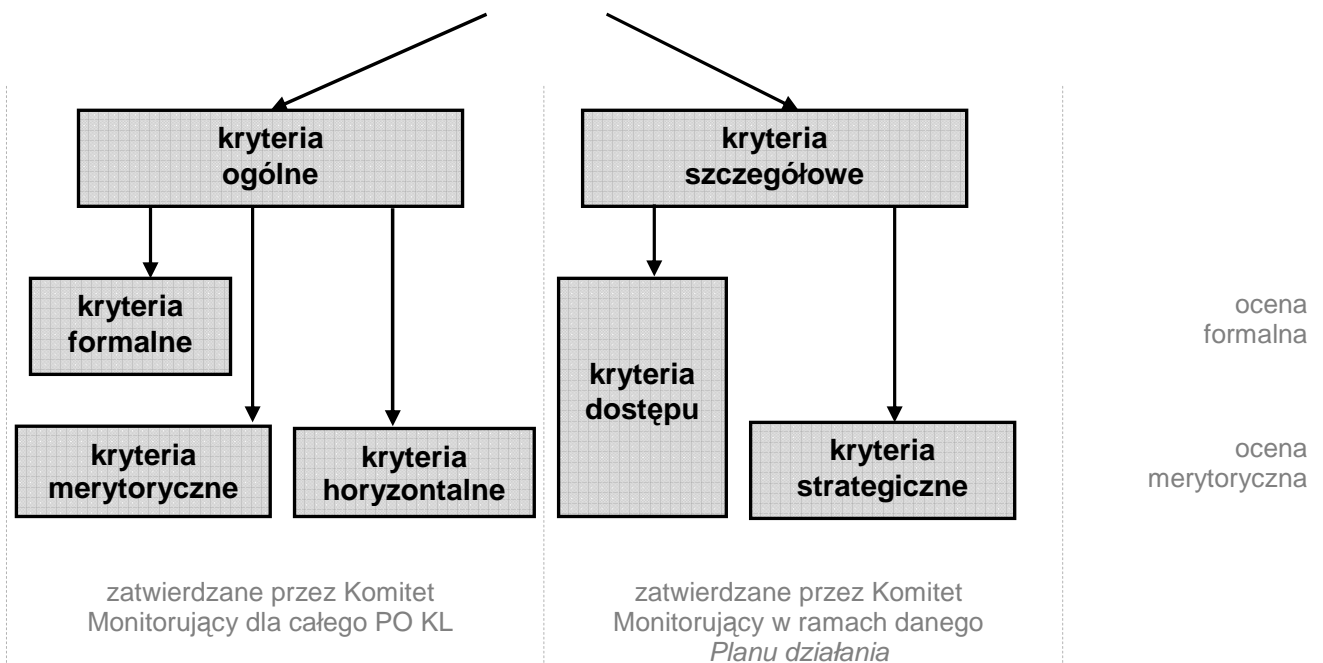 kryteria
ogólne
kryteria
szczegółowe
kryteria
formalne
kryteria
dostępu
ocena
formalna
kryteria
merytoryczne
kryteria
horyzontalne
kryteria
strategiczne
ocena
merytoryczna
zatwierdzane przez Komitet
Monitorujący dla całego PO KL
zatwierdzane przez Komitet
Monitorujący w ramach danego
Planu działania